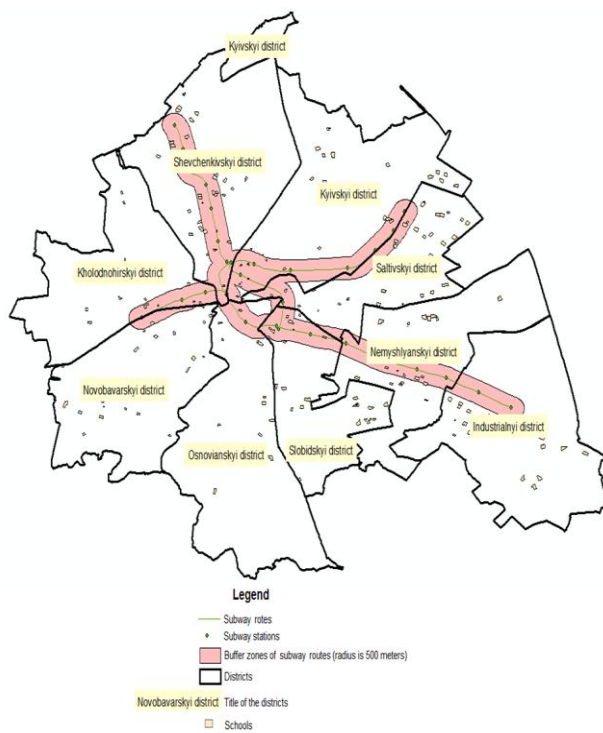 Kyivskyi district
Shevchenkivskyi district
Kyivskyi district
Kholodnohirskyi district
Saltivskyi district
Nemyshlyanskyi district
Novobavarskyi district
Industrialnyi district
Osnovianskyi district
Slobidskyi district
Legend
Subway rotes
Subway stations
Buffer zones of subway routes (radius is 500 meters)
Districts
Novobavarskyi district Title of the districts
Schools